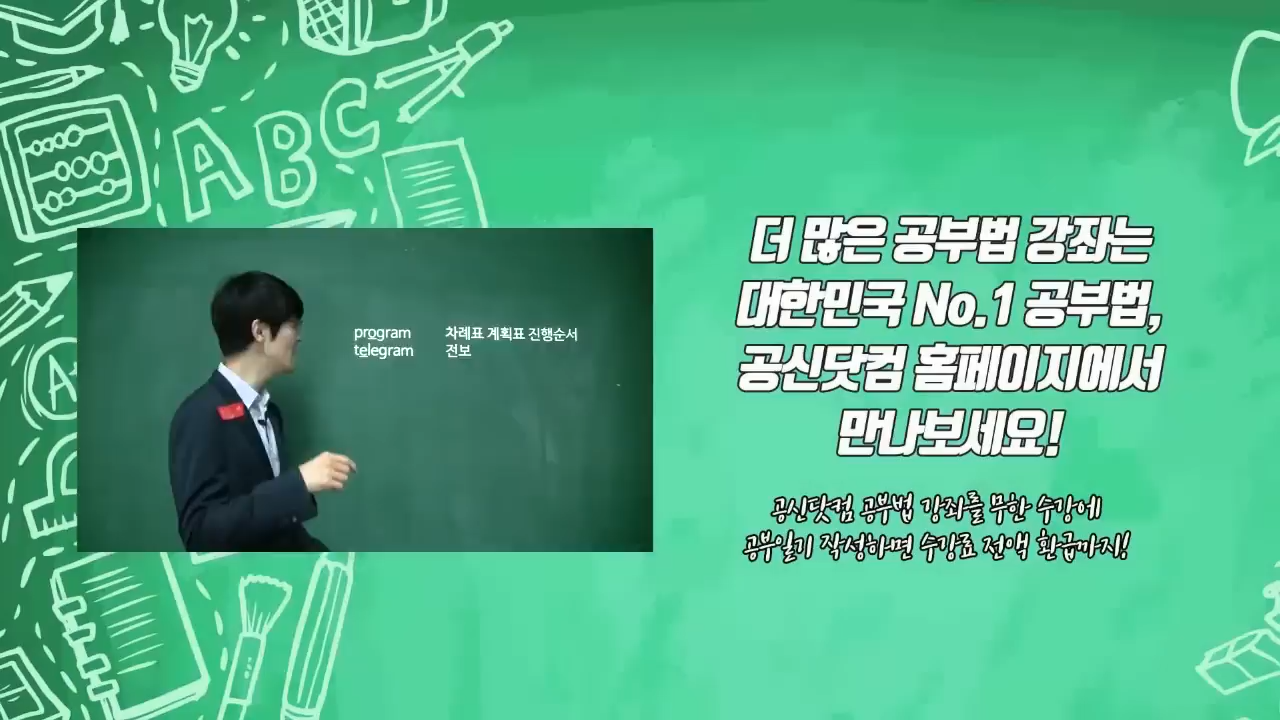 ABC
A
program 차례표 계획표 진행순서
telegram 전보
더 많은 공부법 강좌는
대한민국 No.1 공부법,
공신닷컴 홈페이지에서
만나보세요!
공신닷컴 공부법 강좌를 무한 수강에
공부일기 작성하면 수강료 전액 환급까지!